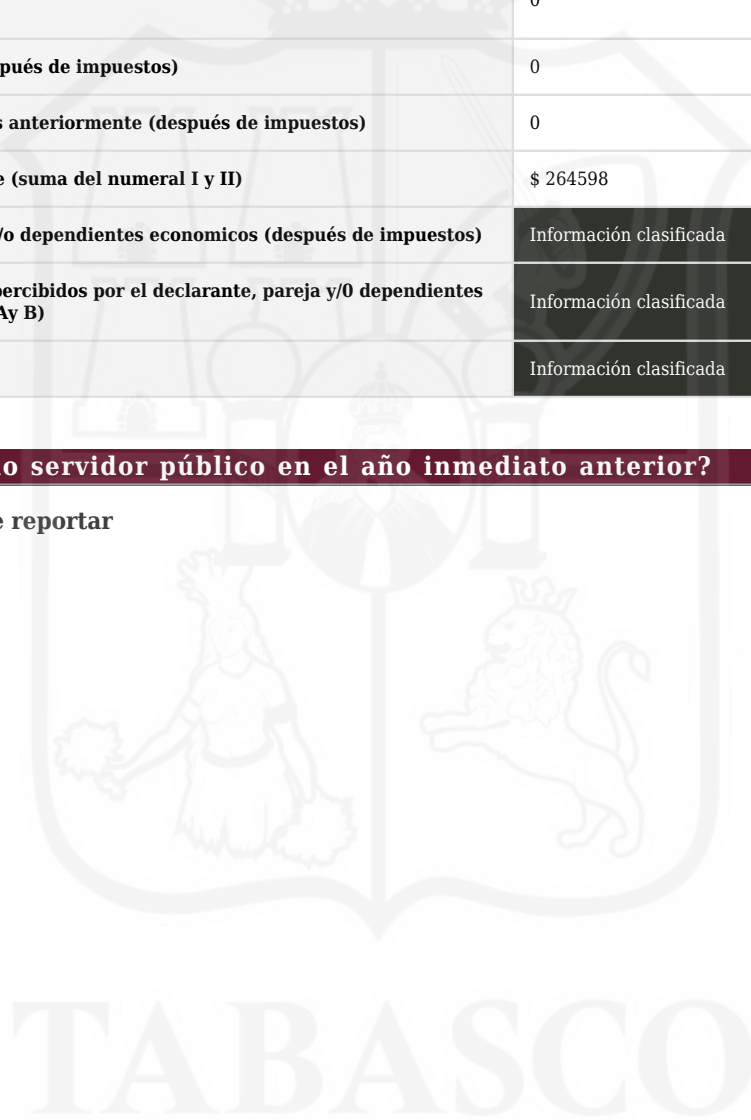 0
pués de impuestos)
0
s anteriormente (después de impuestos)
0
e (suma del numeral I y II)
$ 264598
/o dependientes economicos (después de impuestos)
Información clasificada
percibidos por el declarante, pareja y/0 dependientes
Ay B)
Información clasificada
Información clasificada
o servidor público en el año inmediato anterior?
e reportar
TABASCO